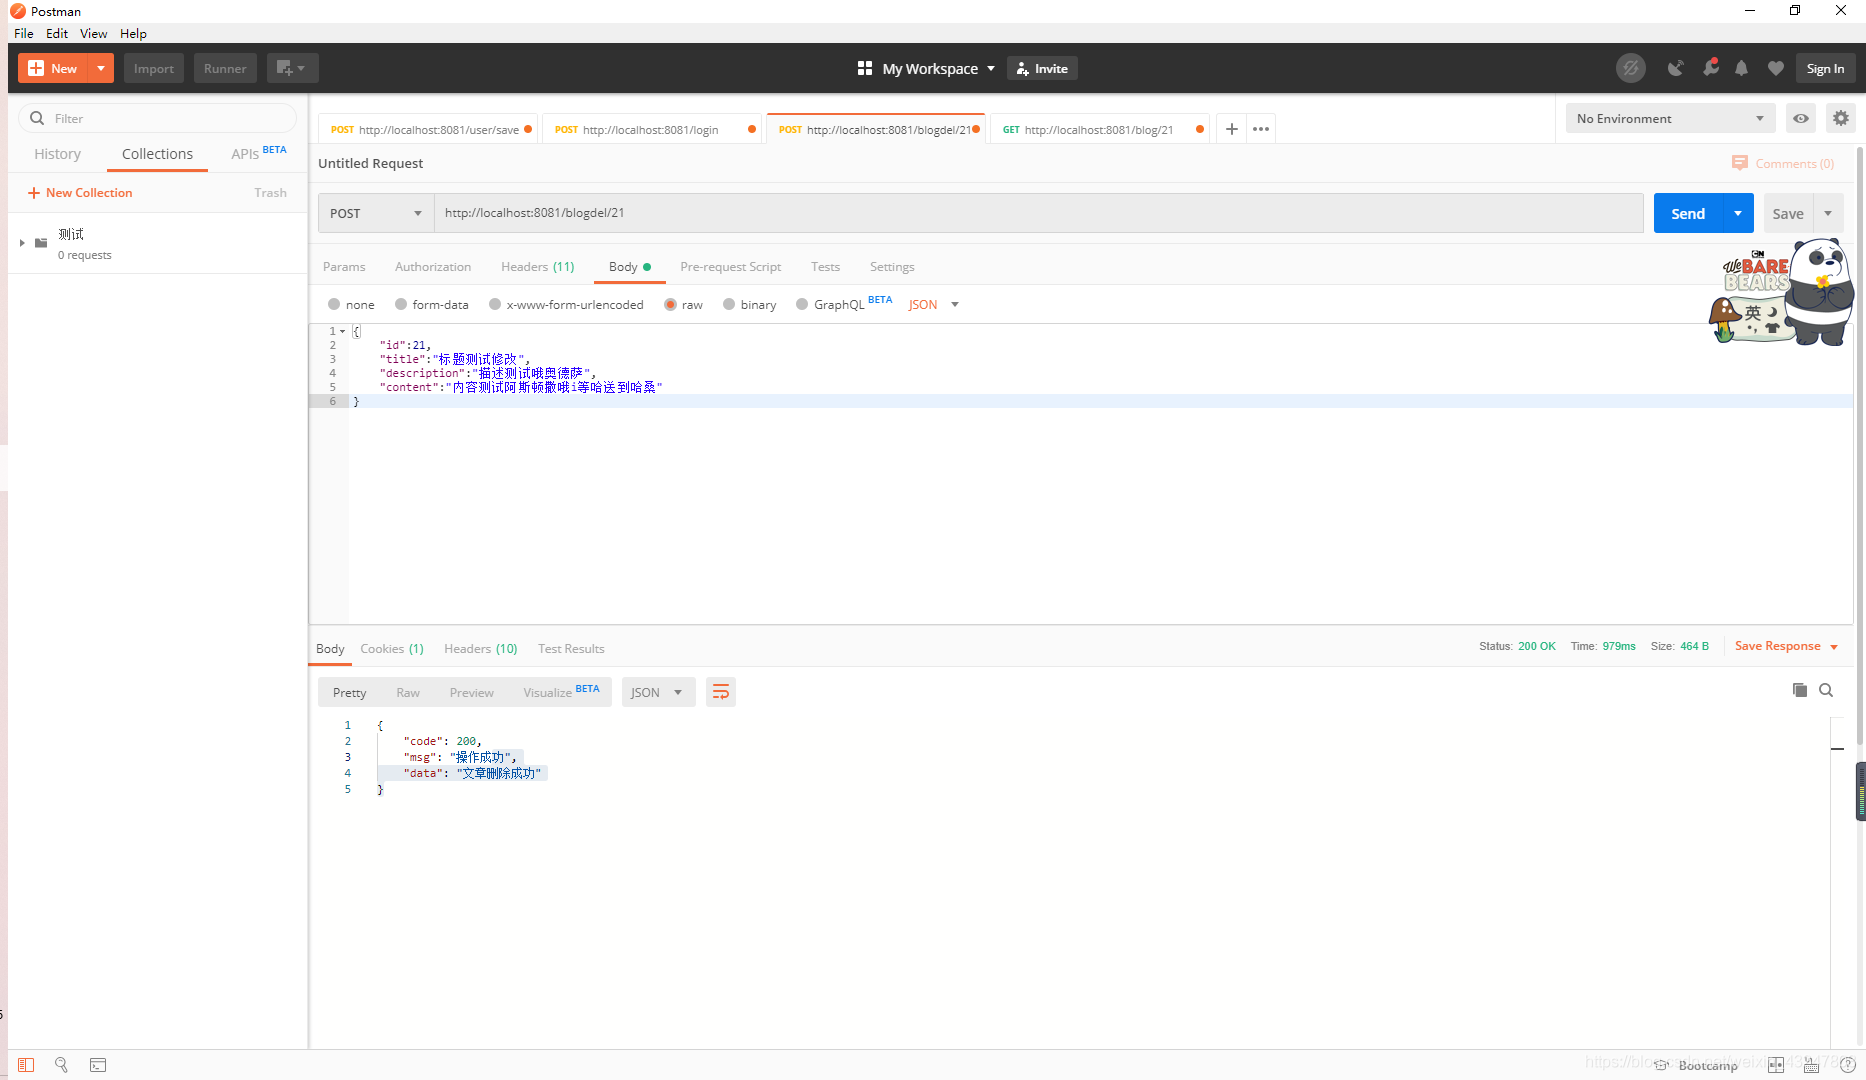 Postman
File Edit View Help
New Import Runner My Workspace Invite Sign In
Filter
History Collections APIs BETA
New Collection Trash
测试
0 requests
POST http://localhost:8081/user/save POST http://localhost:8081/login POST http://localhost:8081/blogdel/21 GET http://localhost:8081/blog/21 No Environment
Untitled Request Comments (0)
POST http://localhost:8081/blogdel/21 Send Save
Params Authorization Headers (11) Body Pre-request Script Tests Settings
none form-data x-www-form-urlencoded raw binary GraphQL BETA JSON
CN
We BARE BEARS
英
1 {
2 "id":21,
3 "title":"标题测试修改",
4 "description":"描述测试哦奥德萨",
5 "content":"内容测试阿斯顿撒哦i等哈送到哈桑"
6 }
Body Cookies (1) Headers (10) Test Results Status: 200 OK Time: 979ms Size: 464 B Save Response
Pretty Raw Preview Visualize BETA JSON
1 {
2 "code": 200,
3 "msg": "操作成功",
4 "data": "文章删除成功"
5 }
Bootcamp